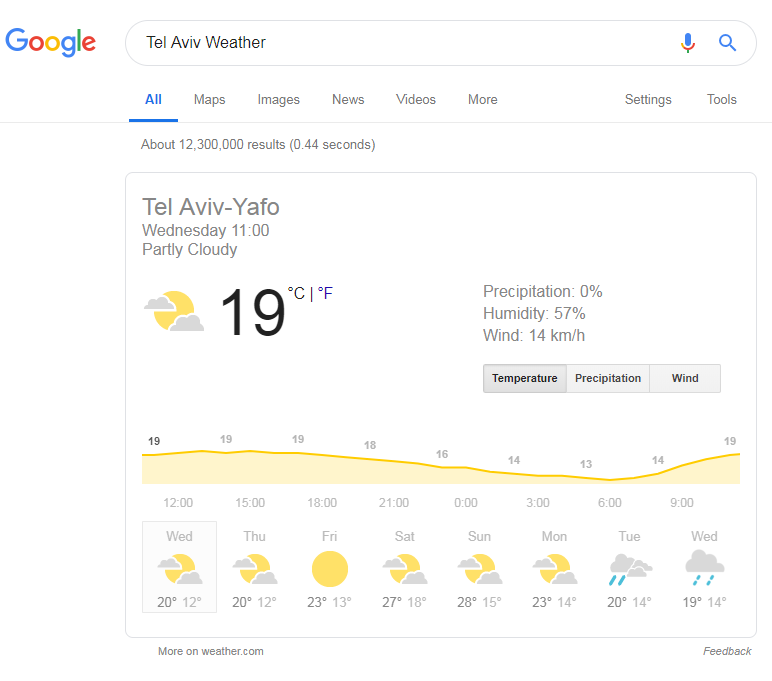 Google
Tel Aviv Weather
All Maps Images News Videos More Settings Tools
About 12,300,000 results (0.44 seconds)
Tel Aviv-Yafo
Wednesday 11:00
Partly Cloudy
19 °C | °F
Precipitation: 0%
Humidity: 57%
Wind: 14 km/h
Temperature Precipitation Wind
19 19 19 18 16 14 13 14 19
12:00 15:00 18:00 21:00 0:00 3:00 6:00 9:00
Wed Thu Fri Sat Sun Mon Tue Wed
20° 12° 20° 12° 23° 13° 27° 18° 28° 15° 23° 14° 20° 14° 19° 14°
More on weather.com Feedback